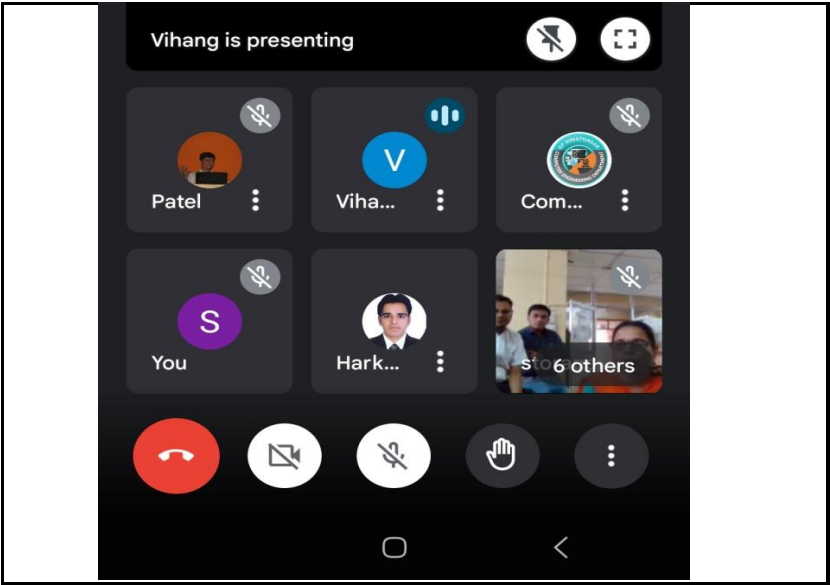 Vihang is presenting
Patel
V
Viha...
Com...
S
You
Hark...
6 others